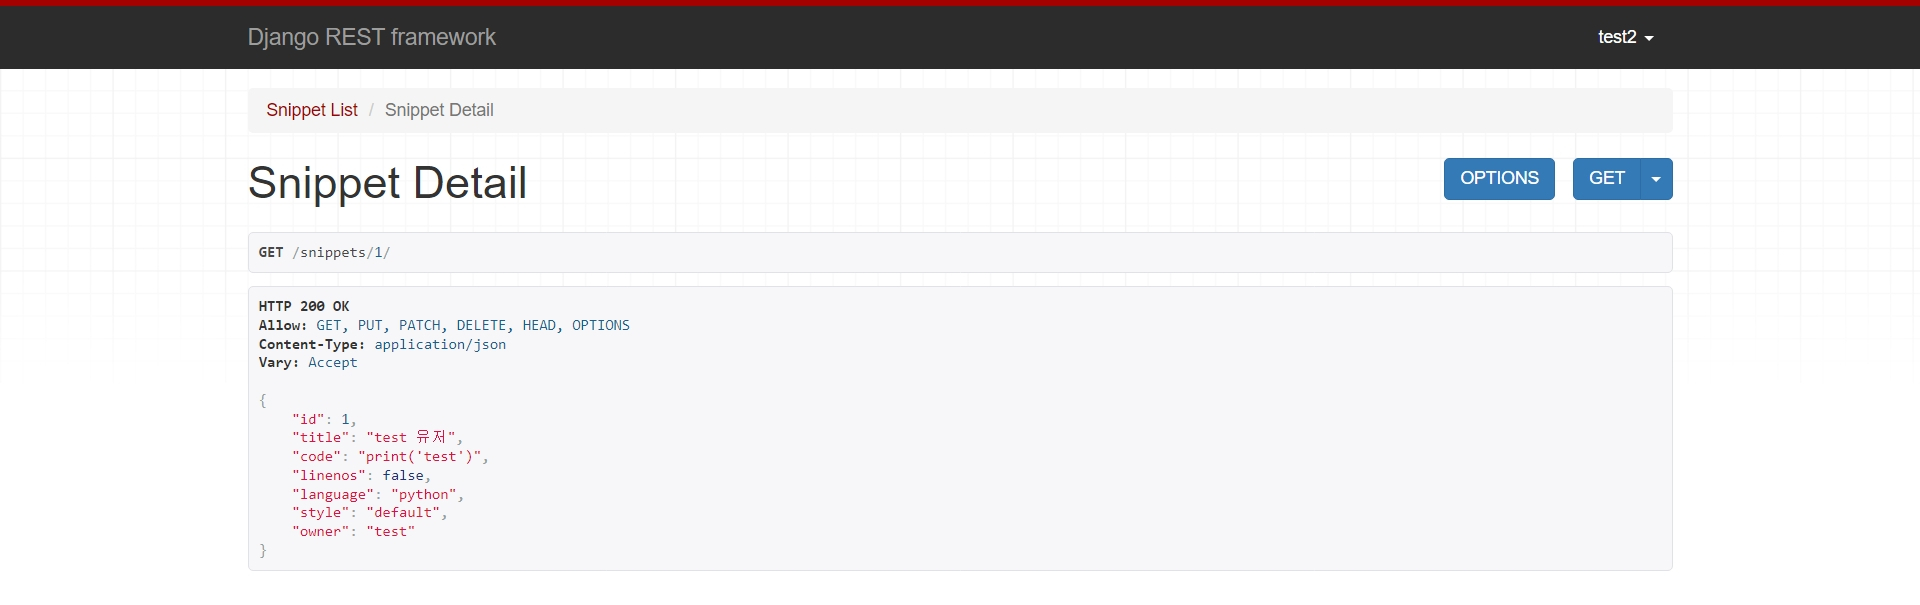 Django REST framework
test2
Snippet List / Snippet Detail
Snippet Detail
OPTIONS
GET
GET /snippets/1/
HTTP 200 OK
Allow: GET, PUT, PATCH, DELETE, HEAD, OPTIONS
Content-Type: application/json
Vary: Accept
{
    "id": 1,
    "title": "test 유저",
    "code": "print('test')",
    "linenos": false,
    "language": "python",
    "style": "default",
    "owner": "test"
}